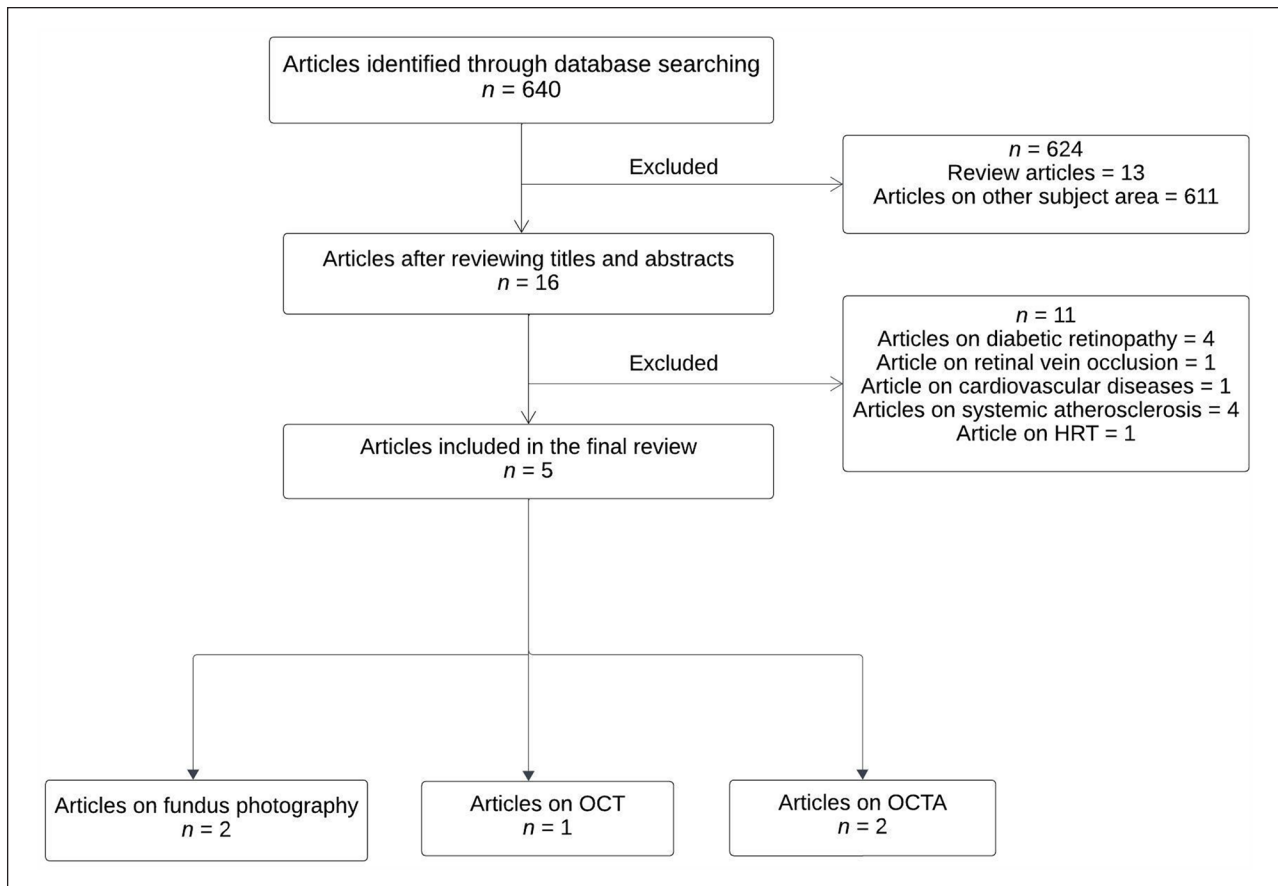 Articles identified through database searching
n = 640
Excluded
n = 624
Review articles = 13
Articles on other subject area = 611
Articles after reviewing titles and abstracts
n = 16
Excluded
n = 11
Articles on diabetic retinopathy = 4
Article on retinal vein occlusion = 1
Article on cardiovascular diseases = 1
Articles on systemic atherosclerosis = 4
Article on HRT = 1
Articles included in the final review
n = 5
Articles on fundus photography
n = 2
Articles on OCT
n = 1
Articles on OCTA
n = 2